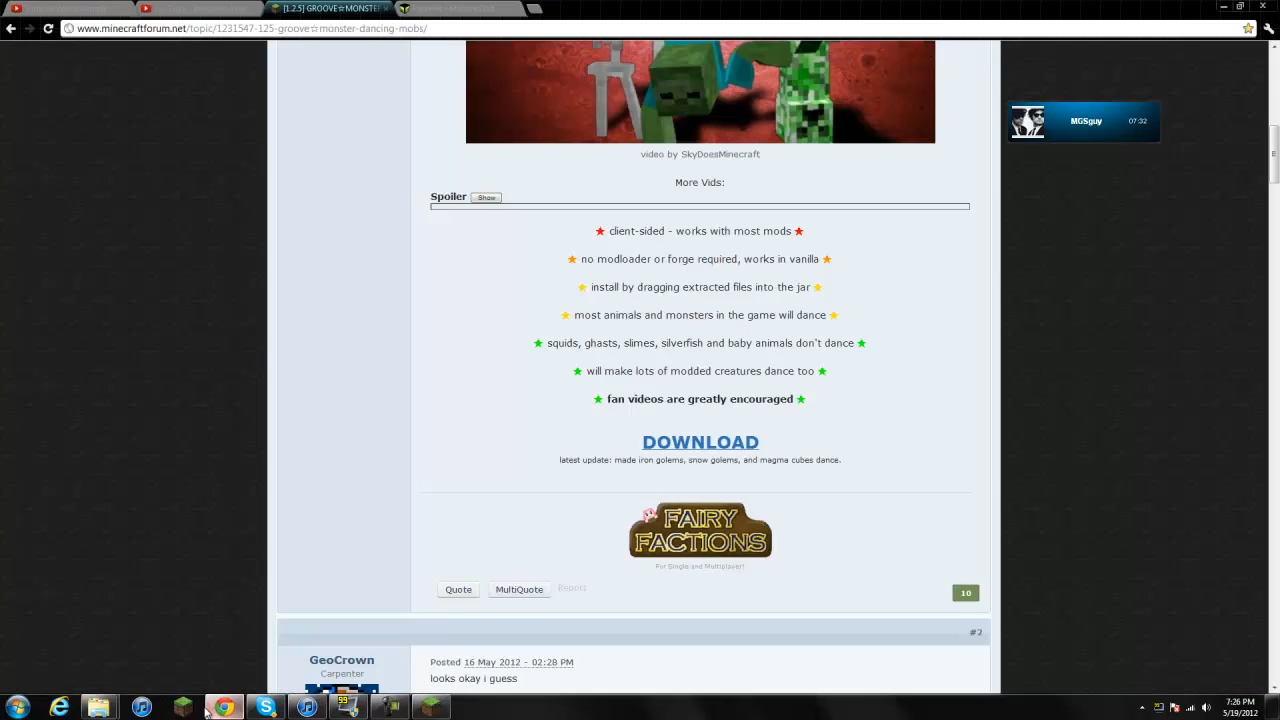 [1.2.5] GROOVE☆MONSTE
www.minecraftforum.net/topic/1231547-125-groove☆monster-dancing-mobs/
MGSguy 07:32
video by SkyDoesMinecraft
More Vids:
Spoiler Show
★ client-sided - works with most mods ★
★ no modloader or forge required, works in vanilla ★
★ install by dragging extracted files into the jar ★
★ most animals and monsters in the game will dance ★
★ squids, ghasts, slimes, silverfish and baby animals don't dance ★
★ will make lots of modded creatures dance too ★
★ fan videos are greatly encouraged ★
DOWNLOAD
latest update: made iron golems, snow golems, and magma cubes dance.
FAIRY
FACTIONS
For Single and Multiplayer!
Quote MultiQuote Report
10
#2
GeoCrown
Carpenter
Posted 16 May 2012 - 02:28 PM
looks okay i guess
99
7:26 PM
5/19/2012